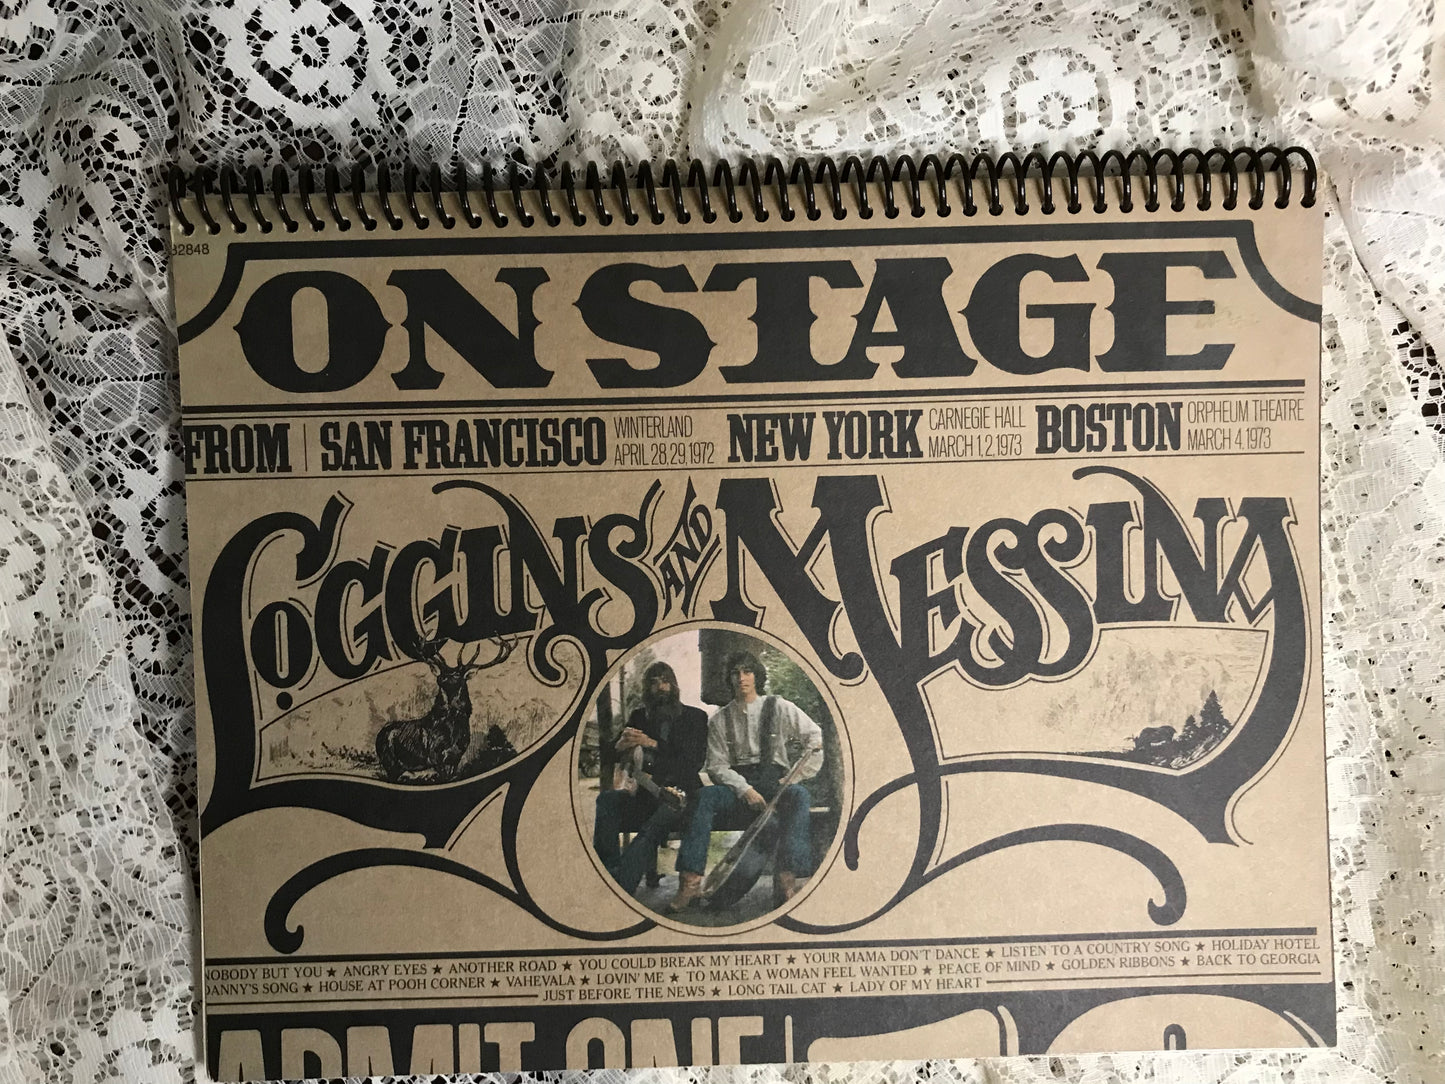 32848
ON STAGE
FROM SAN FRANCISCO WINTERLAND APRIL 28,29,1972 NEW YORK CARNEGIE HALL MARCH 1,2,1973 BOSTON ORPHEUM THEATRE MARCH 4,1973
LOGGINS AND MESSINA
NOBODY BUT YOU ★ ANGRY EYES ★ ANOTHER ROAD ★ YOU COULD BREAK MY HEART ★ YOUR MAMA DON'T DANCE ★ LISTEN TO A COUNTRY SONG ★ HOLIDAY HOTEL
DANNY'S SONG ★ HOUSE AT POOH CORNER ★ VAHEVALA ★ LOVIN' ME ★ TO MAKE A WOMAN FEEL WANTED ★ PEACE OF MIND ★ GOLDEN RIBBONS ★ BACK TO GEORGIA
JUST BEFORE THE NEWS ★ LONG TAIL CAT ★ LADY OF MY HEART
ADMIT ONE